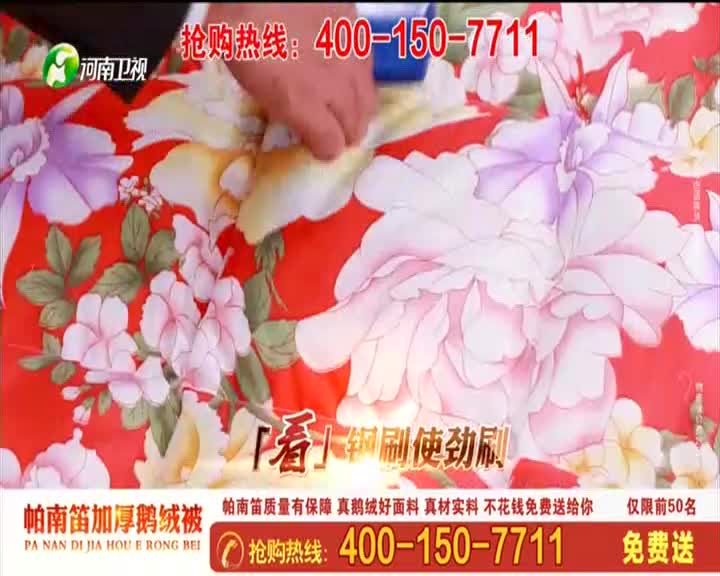 抢购热线：400-150-7711
河南卫视
「看」钢刷使劲刷
帕南笛加厚鹅绒被
PA NAN DI JIA HOU E RONG BEI
帕南笛质量有保障 真鹅绒好面料 真材实料 不花钱免费送给你 仅限前50名
抢购热线：400-150-7711 免费送